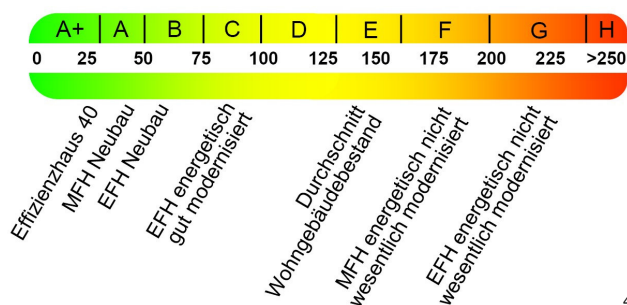 A+ A B C D E F G H
0 25 50 75 100 125 150 175 200 225 >250
Effizienzhaus 40
MFH Neubau
EFH Neubau
EFH energetisch
gut modernisiert
Durchschnitt
Wohngebäudebestand
MFH energetisch nicht
wesentlich modernisiert
EFH energetisch nicht
wesentlich modernisiert